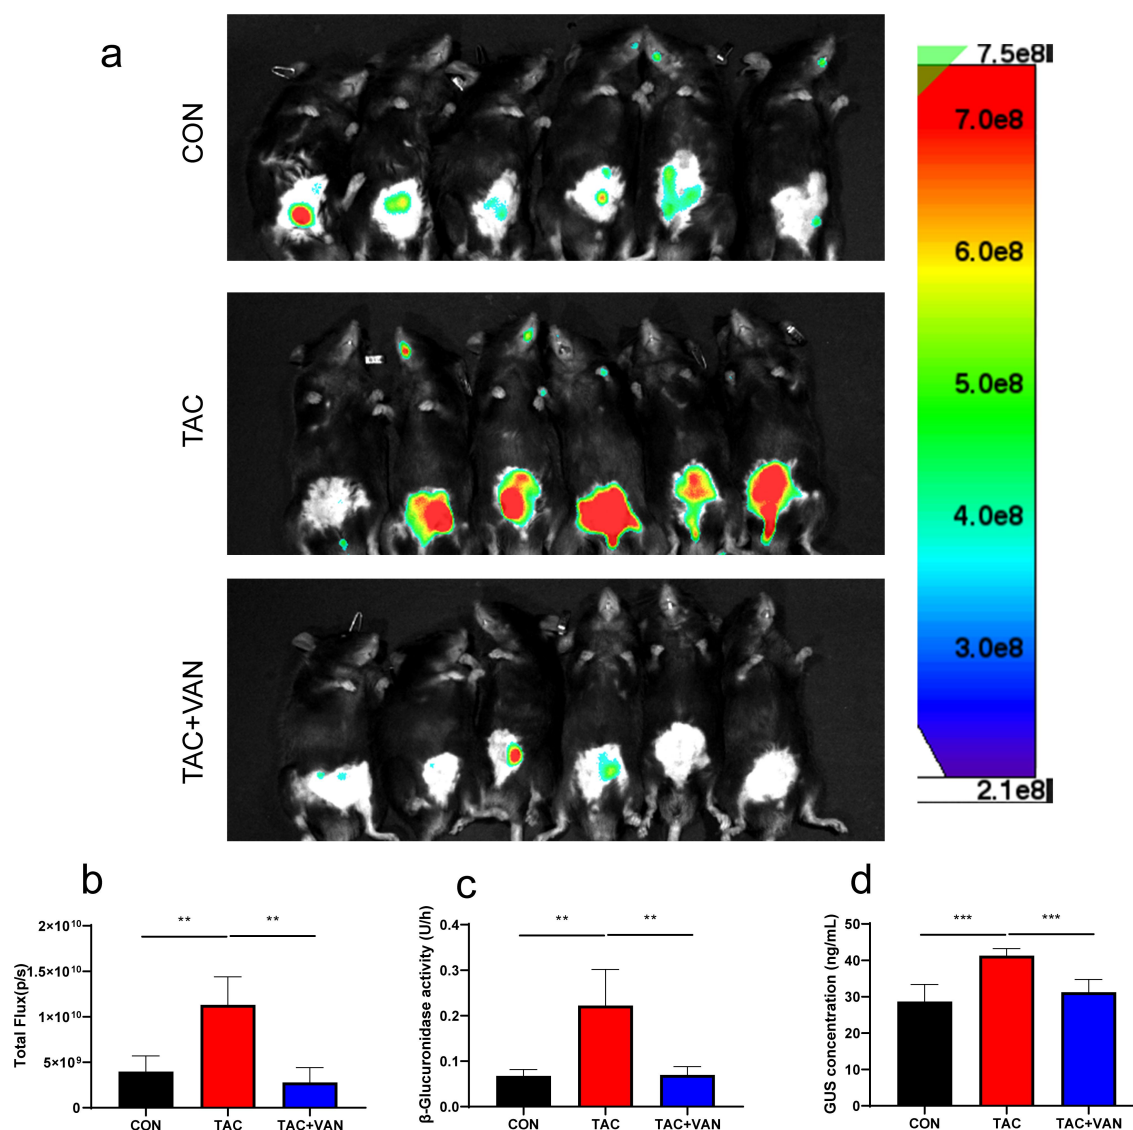 a
CON
TAC
TAC+VAN
7.5e8
7.0e8
6.0e8
5.0e8
4.0e8
3.0e8
2.1e8
b
Total Flux(p/s)
2×10¹⁰
1.5×10¹⁰
1×10¹⁰
5×10⁹
0
** **
CON TAC TAC+VAN
c
β-Glucuronidase activity (U/h)
0.4
0.3
0.2
0.1
0.0
** **
CON TAC TAC+VAN
d
GUS concentration (ng/mL)
50
40
30
20
10
0
*** ***
CON TAC TAC+VAN